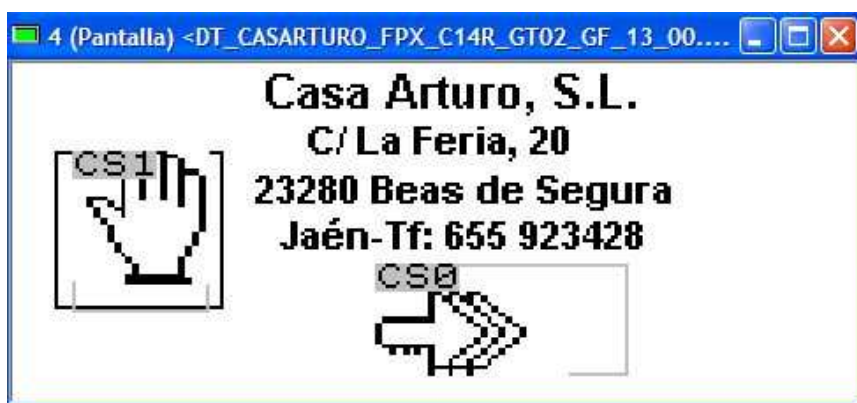 4 (Pantalla) <DT_CASARTURO_FPX_C14R_GT02_GF_13_00....
Casa Arturo, S.L.
C/ La Feria, 20
CS1
23280 Beas de Segura
Jaén-Tf: 655 923428
CS0